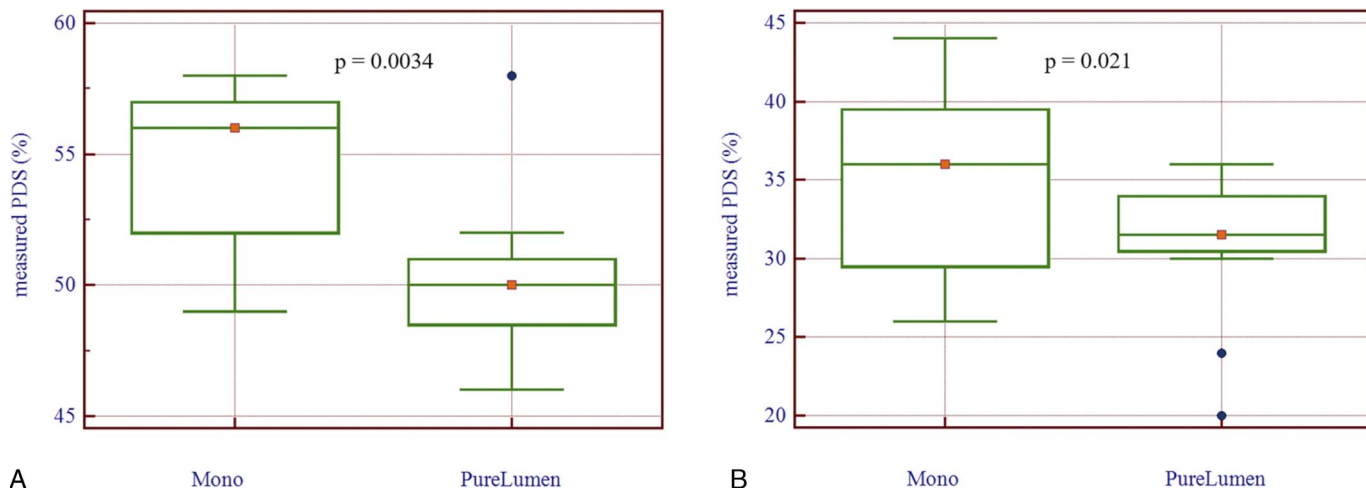 60
55
50
45
measured PDS (%)
p = 0.0034
Mono
PureLumen
A
45
40
35
30
25
20
measured PDS (%)
p = 0.021
Mono
PureLumen
B